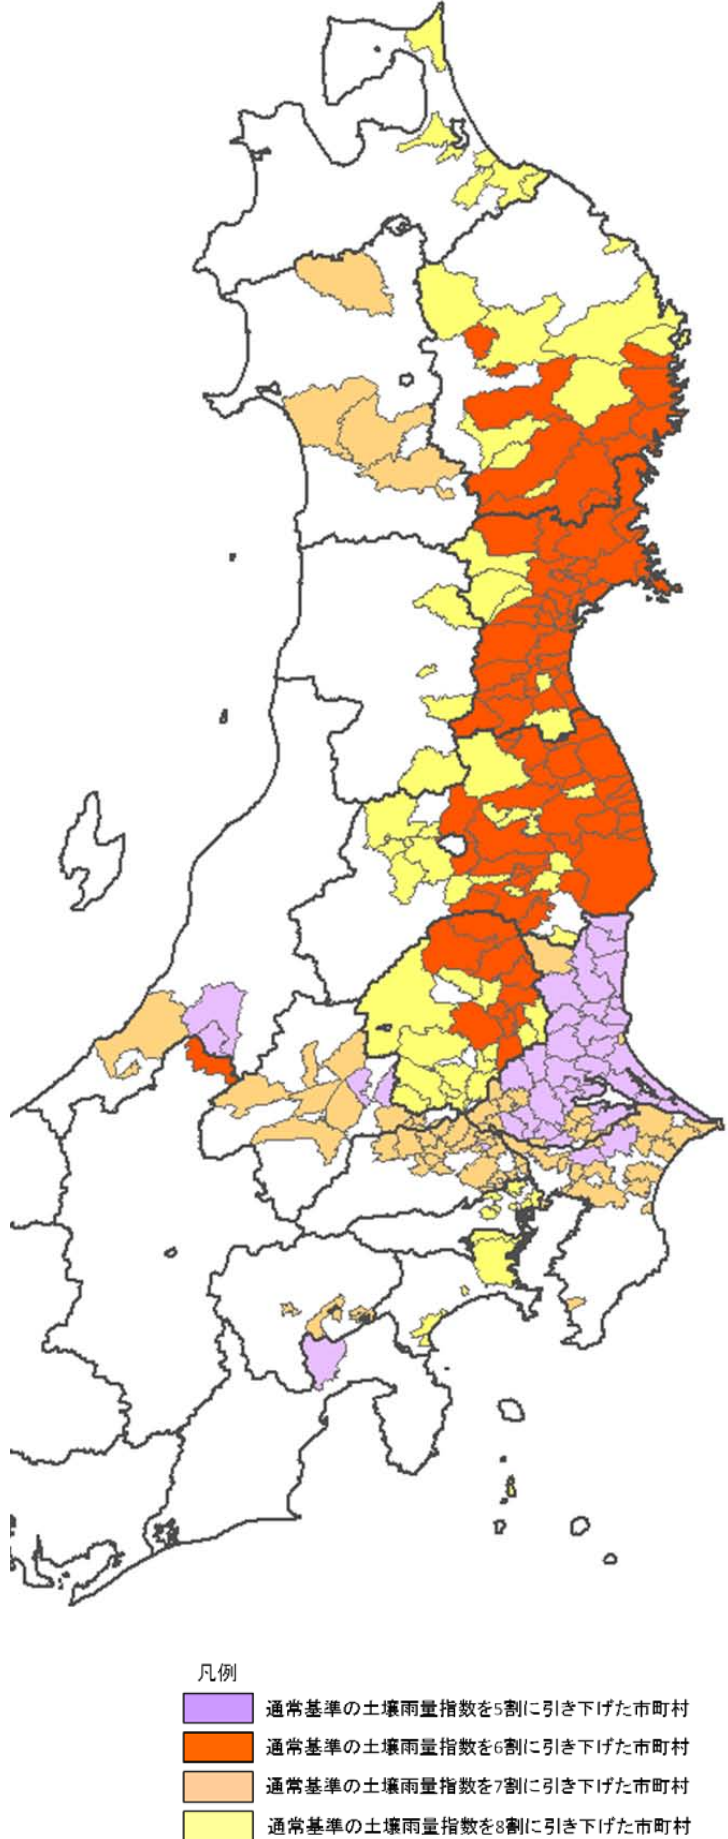 凡例
通常基準の土壌雨量指数を5割に引き下げた市町村
通常基準の土壌雨量指数を6割に引き下げた市町村
通常基準の土壌雨量指数を7割に引き下げた市町村
通常基準の土壌雨量指数を8割に引き下げた市町村